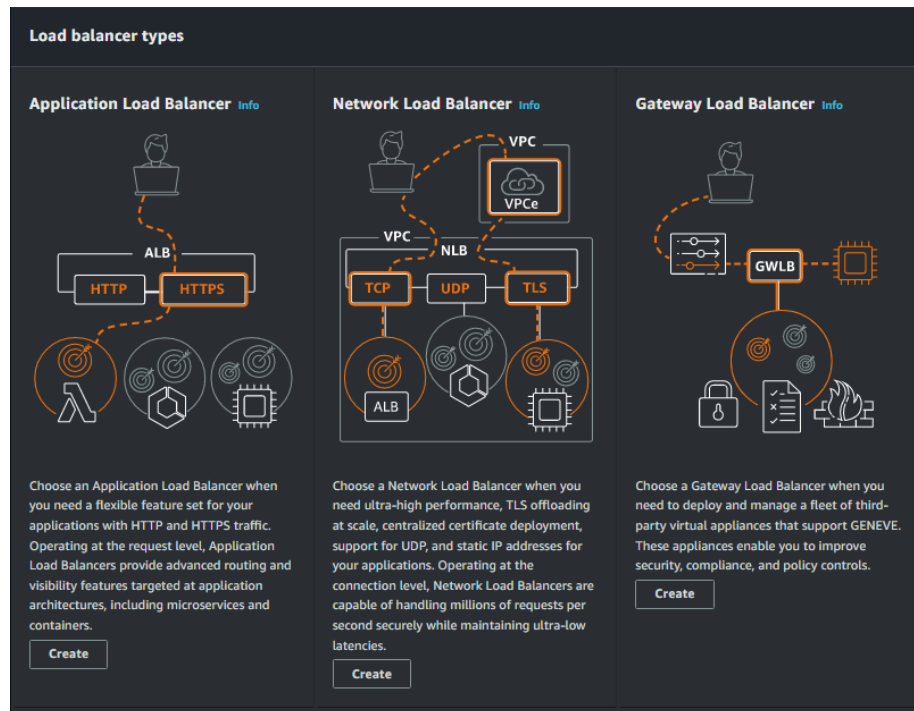 Load balancer types
Application Load Balancer Info
ALB
HTTP
HTTPS
Choose an Application Load Balancer when
you need a flexible feature set for your
applications with HTTP and HTTPS traffic.
Operating at the request level, Application
Load Balancers provide advanced routing and
visibility features targeted at application
architectures, including microservices and
containers.
Create
Network Load Balancer Info
VPC
VPCe
VPC
NLB
TCP
UDP
TLS
ALB
Choose a Network Load Balancer when you
need ultra-high performance, TLS offloading
at scale, centralized certificate deployment,
support for UDP, and static IP addresses for
your applications. Operating at the
connection level, Network Load Balancers are
capable of handling millions of requests per
second securely while maintaining ultra-low
latencies.
Create
Gateway Load Balancer Info
GWLB
Choose a Gateway Load Balancer when you
need to deploy and manage a fleet of third-
party virtual appliances that support GENEVE.
These appliances enable you to improve
security, compliance, and policy controls.
Create